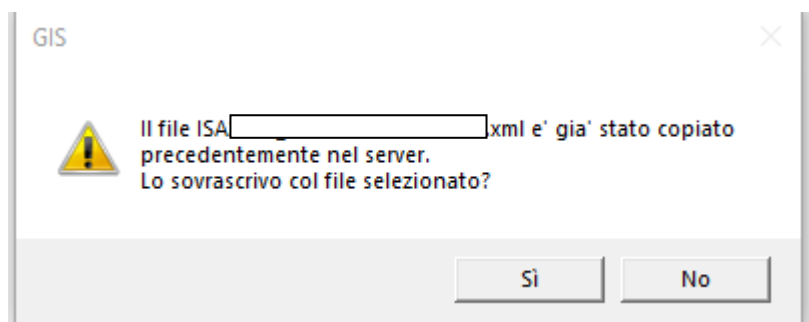 GIS
Il file ISA .xml e' gia' stato copiato
precedentemente nel server.
Lo sovrascrivo col file selezionato?
Sì
No